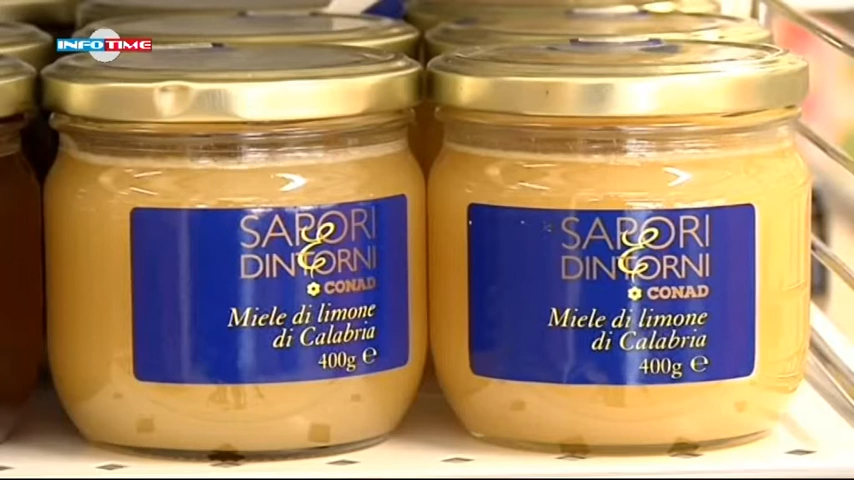 INFOTIME
SAPORI
E
DINTORNI
CONAD
Miele di limone
di Calabria
400g ℮
SAPORI
E
DINTORNI
CONAD
Miele di limone
di Calabria
400g ℮